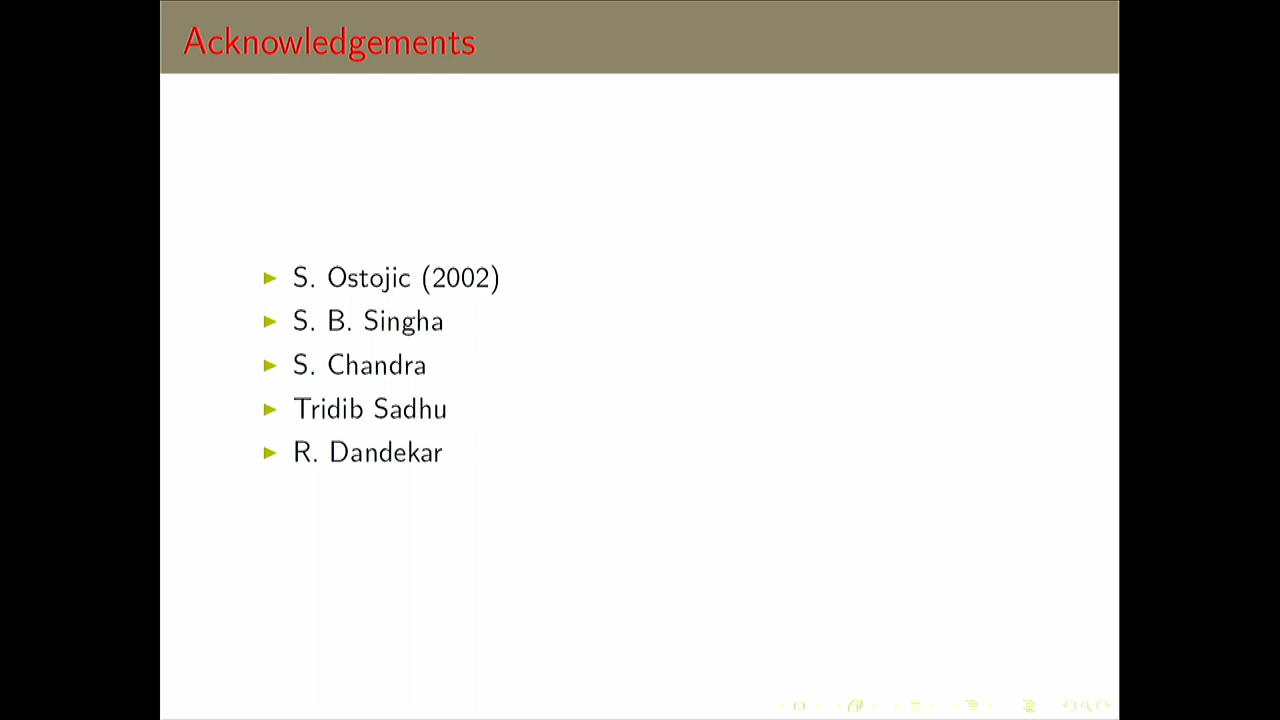 Acknowledgements
S. Ostojic (2002)
S. B. Singha
S. Chandra
Tridib Sadhu
R. Dandekar